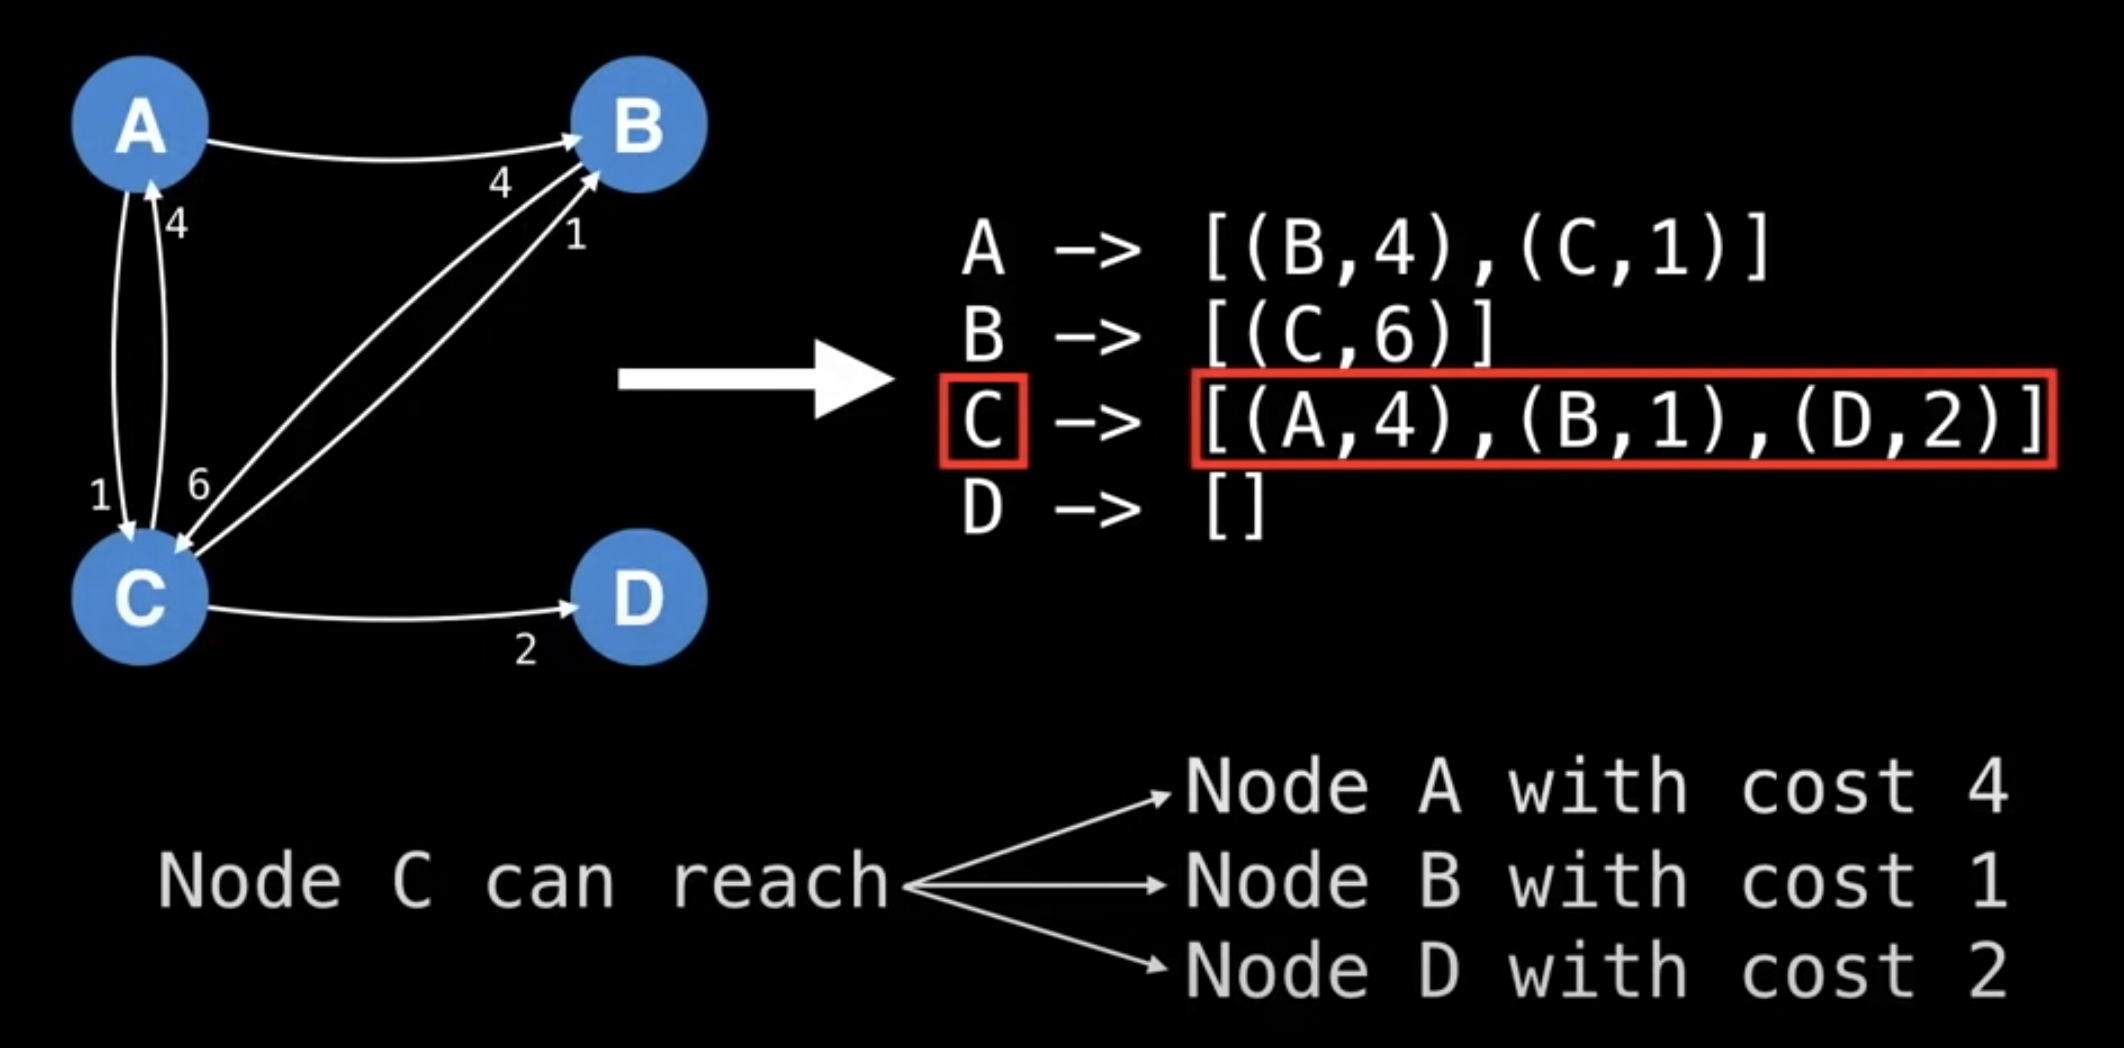 A
B
4
4
1
1
6
C
D
2
A —> [(B,4),(C,1)]
B —> [(C,6)]
C —> [(A,4),(B,1),(D,2)]
D —> []
Node C can reach
Node A with cost 4
Node B with cost 1
Node D with cost 2